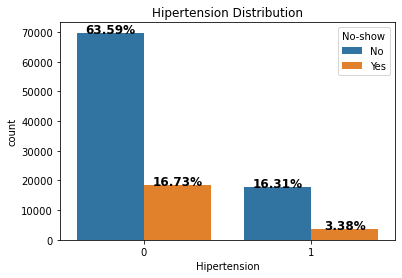 Hipertension Distribution
No-show
No
Yes
63.59%
16.73%
16.31%
3.38%
70000
60000
50000
40000
30000
20000
10000
0
count
0 1
Hipertension